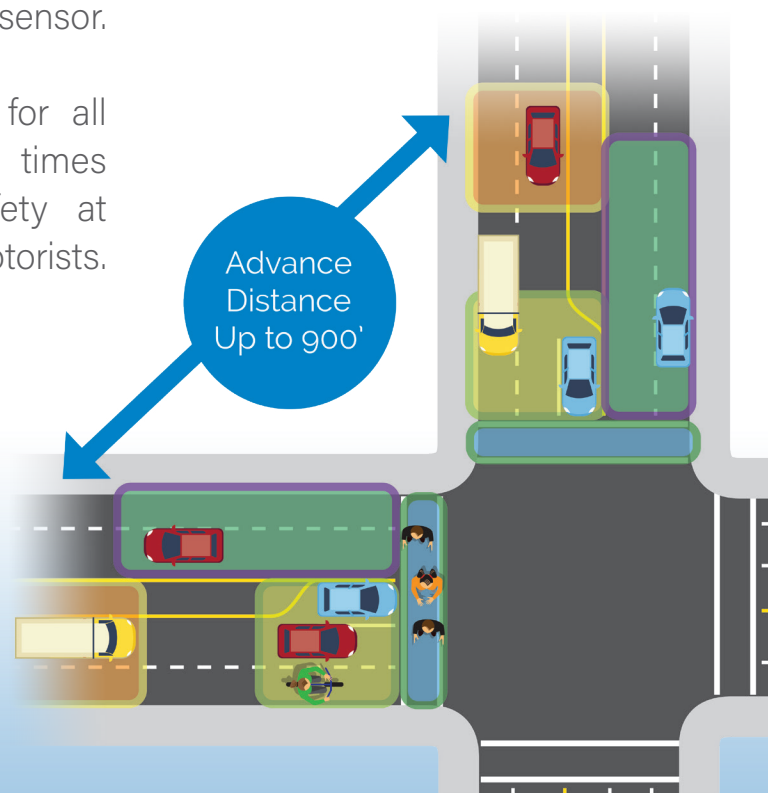 sensor.
for all
times
fety at
otorists.
Advance
Distance
Up to 900'